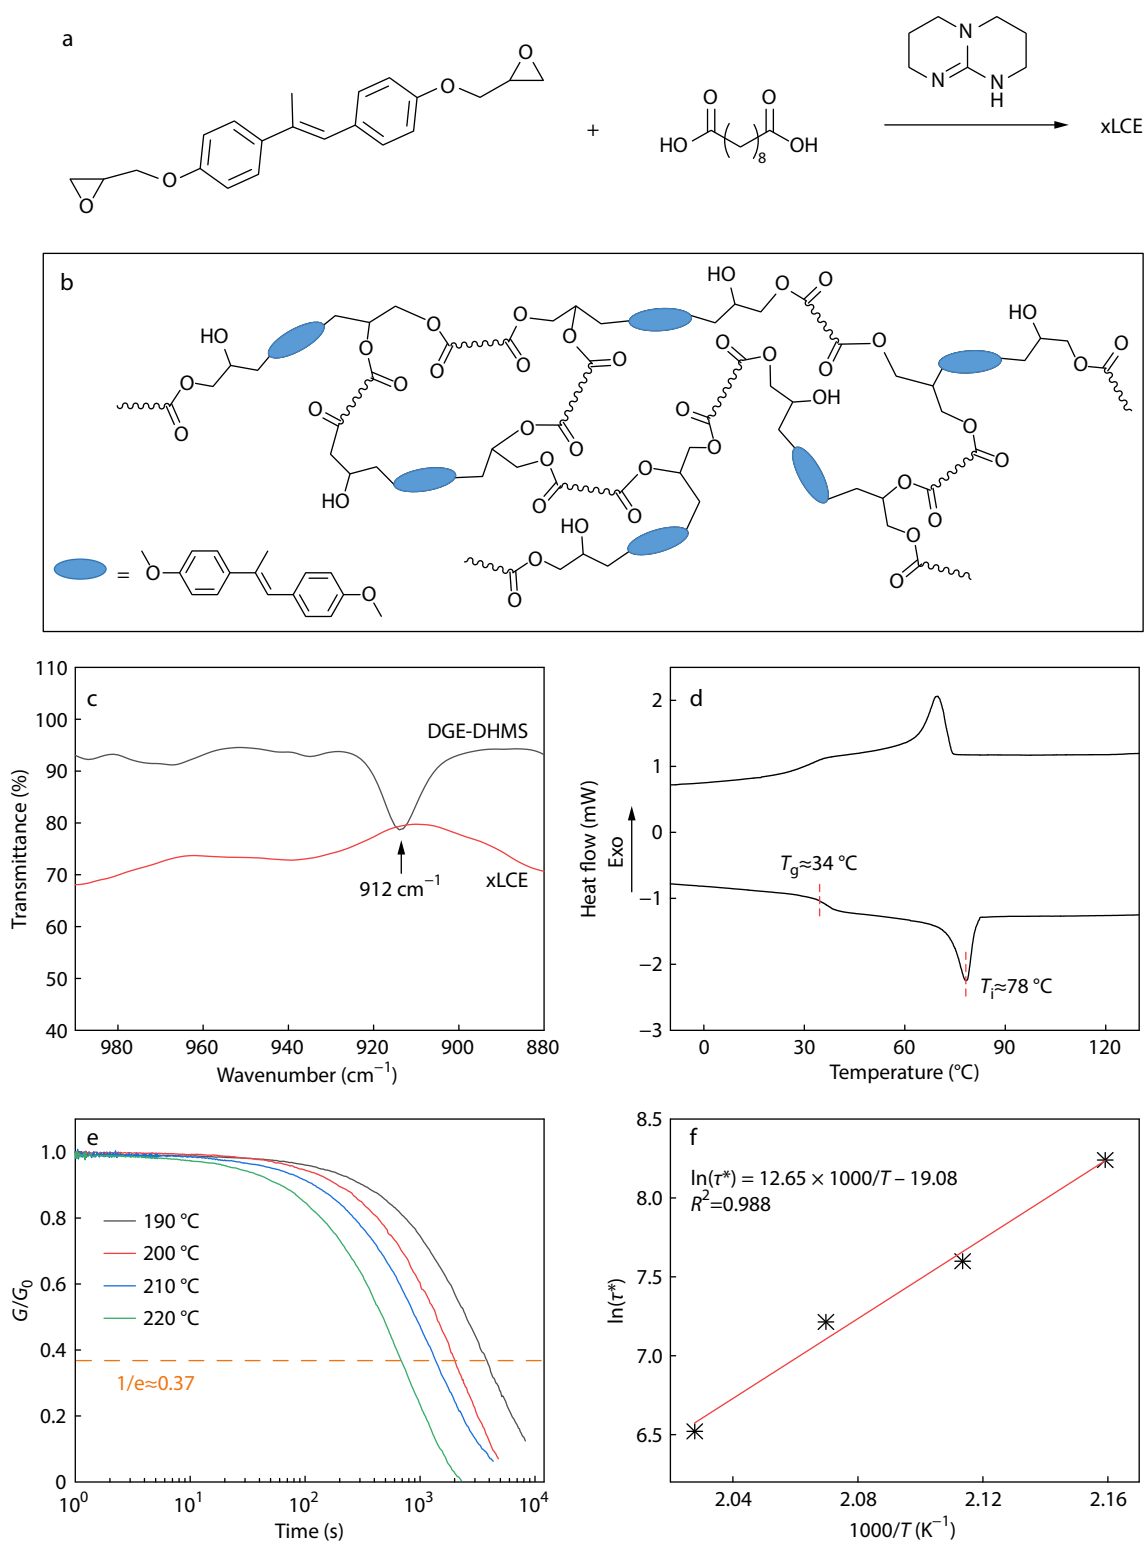 a
O
O
O
O
+
O
O
HO
OH
8
N
N
N
H
xLCE
b
HO
O
O
O
O
O
O
O
O
O
O
HO
O
O
O
O
HO
O
O
O
O
O
O
O
OH
O
O
O
O
O
O
O
O
O
O
O
O
HO
O
O
O
O
O
O
HO
O
O
O
O
=
O
O
c
DGE-DHMS
xLCE
912 cm⁻¹
110
100
90
80
70
60
50
40
980
960
940
920
900
880
Transmittance (%)
Wavenumber (cm⁻¹)
d
Tg≈34 °C
Ti≈78 °C
2
1
0
−1
−2
−3
0
30
60
90
120
Heat flow (mW)
Exo
Temperature (°C)
e
190 °C
200 °C
210 °C
220 °C
1/e≈0.37
1.0
0.8
0.6
0.4
0.2
0
10⁰
10¹
10²
10³
10⁴
G/G₀
Time (s)
f
ln(τ*) = 12.65 × 1000/T – 19.08
R²=0.988
8.5
8.0
7.5
7.0
6.5
2.04
2.08
2.12
2.16
ln(τ*)
1000/T (K⁻¹)